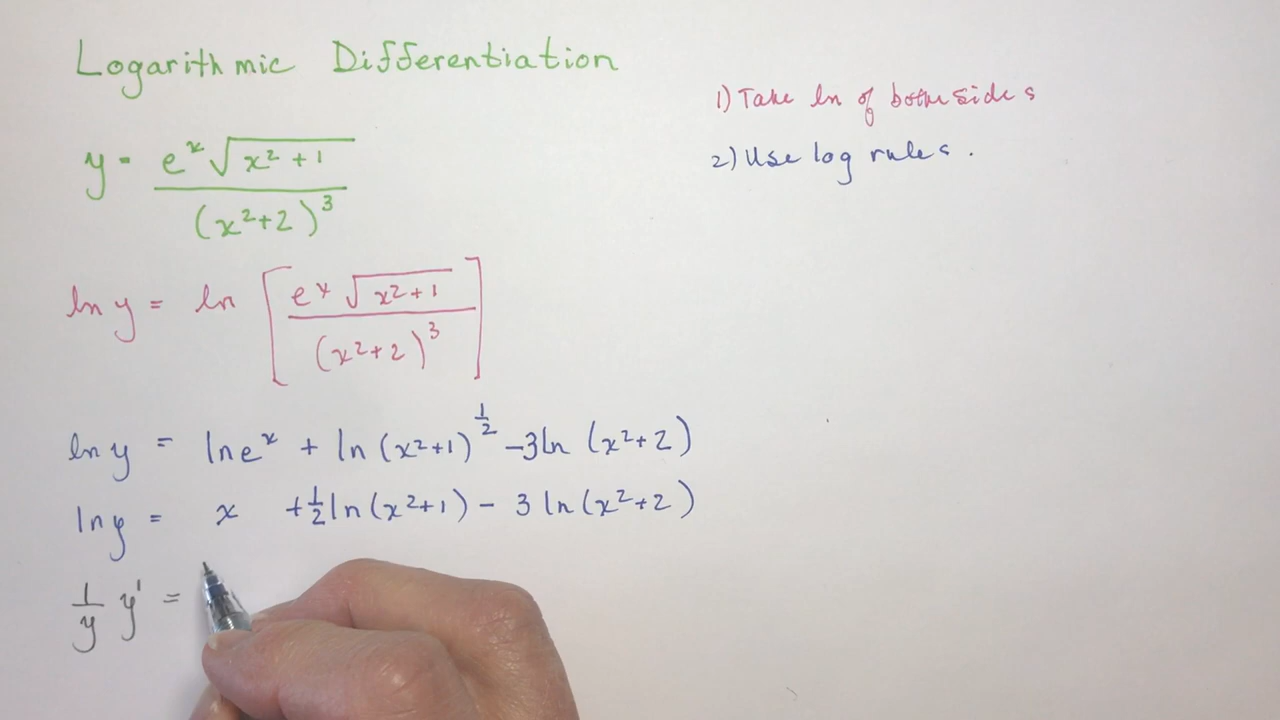 Logarithmic Differentiation
1) Take ln of both sides
2) Use log rules.
y = e^x √(x²+1) / (x²+2)³
ln y = ln [e^x √(x²+1) / (x²+2)³]
ln y = ln e^x + ln (x²+1)^½ – 3 ln (x²+2)
ln y = x + ½ ln (x²+1) – 3 ln (x²+2)
1/y y' =